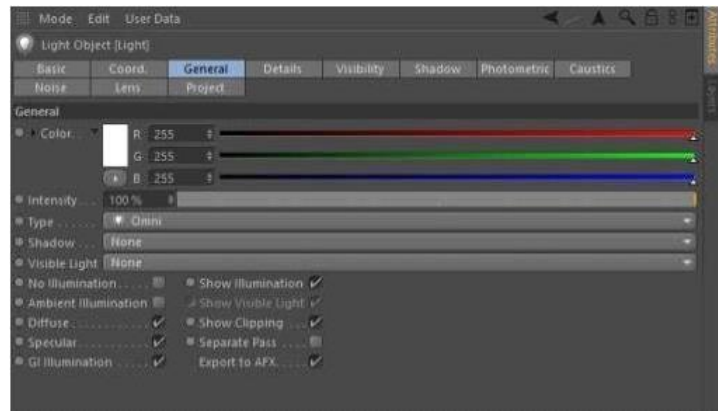 Mode Edit User Data
Light Object [Light]
Basic Coord. General Details Visibility Shadow Photometric Caustics
Noise Lens Project
General
Color. . R 255
G 255
B 255
Intensity. . . 100 %
Type . . . . . . Omni
Shadow . . . . None
Visible Light None
No Illumination . . . . . Show Illumination
Ambient Illumination Show Visible Light
Diffuse . . . . . . . . . . . Show Clipping . . . .
Specular. . . . . . . . . . Separate Pass . . . .
GI Illumination . . . . . Export to AFX. . . . .
Attributes
Layers